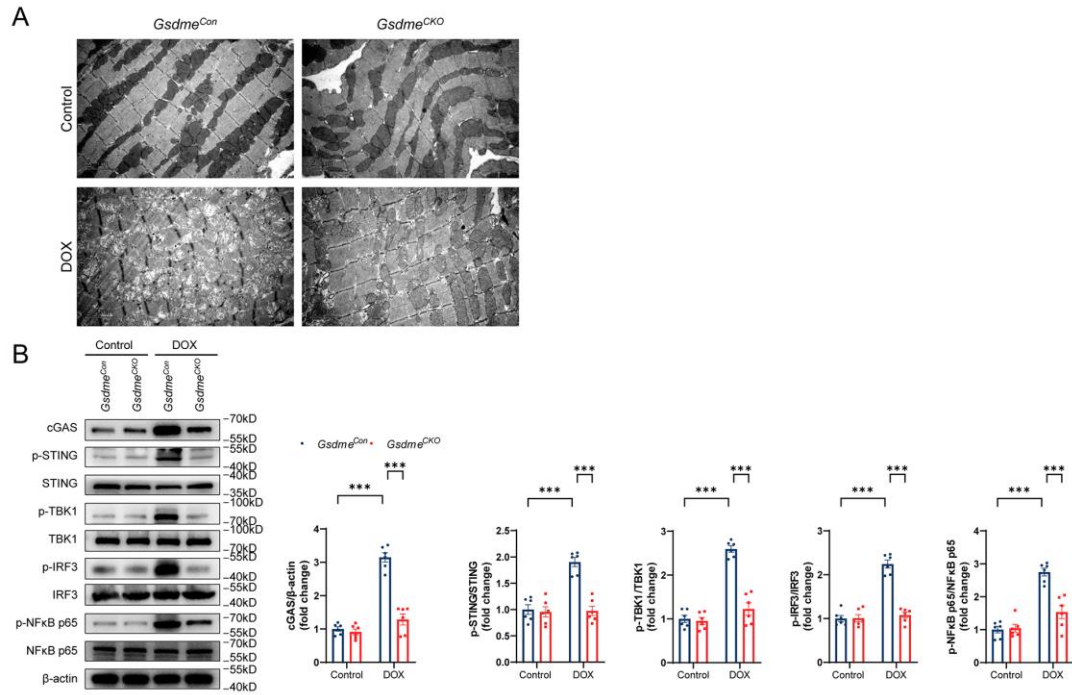 A
Gsdme^Con
Gsdme^CKO
Control
DOX
B
Control
DOX
Gsdme^Con
Gsdme^CKO
Gsdme^Con
Gsdme^CKO
cGAS
70kD
55kD
p-STING
55kD
40kD
STING
40kD
35kD
p-TBK1
100kD
70kD
TBK1
100kD
70kD
p-IRF3
55kD
40kD
IRF3
55kD
40kD
p-NFκB p65
70kD
55kD
NFκB p65
70kD
55kD
β-actin
55kD
40kD
Gsdme^Con
Gsdme^CKO
cGAS/β-actin
(fold change)
4
3
2
1
0
***
***
Control
DOX
p-STING/STING
(fold change)
2.5
2.0
1.5
1.0
0.5
0.0
***
***
Control
DOX
p-TBK1/TBK1
(fold change)
3
2
1
0
***
***
Control
DOX
p-IRF3/IRF3
(fold change)
3
2
1
0
***
***
Control
DOX
p-NFκB p65/NFκB p65
(fold change)
4
3
2
1
0
***
***
Control
DOX